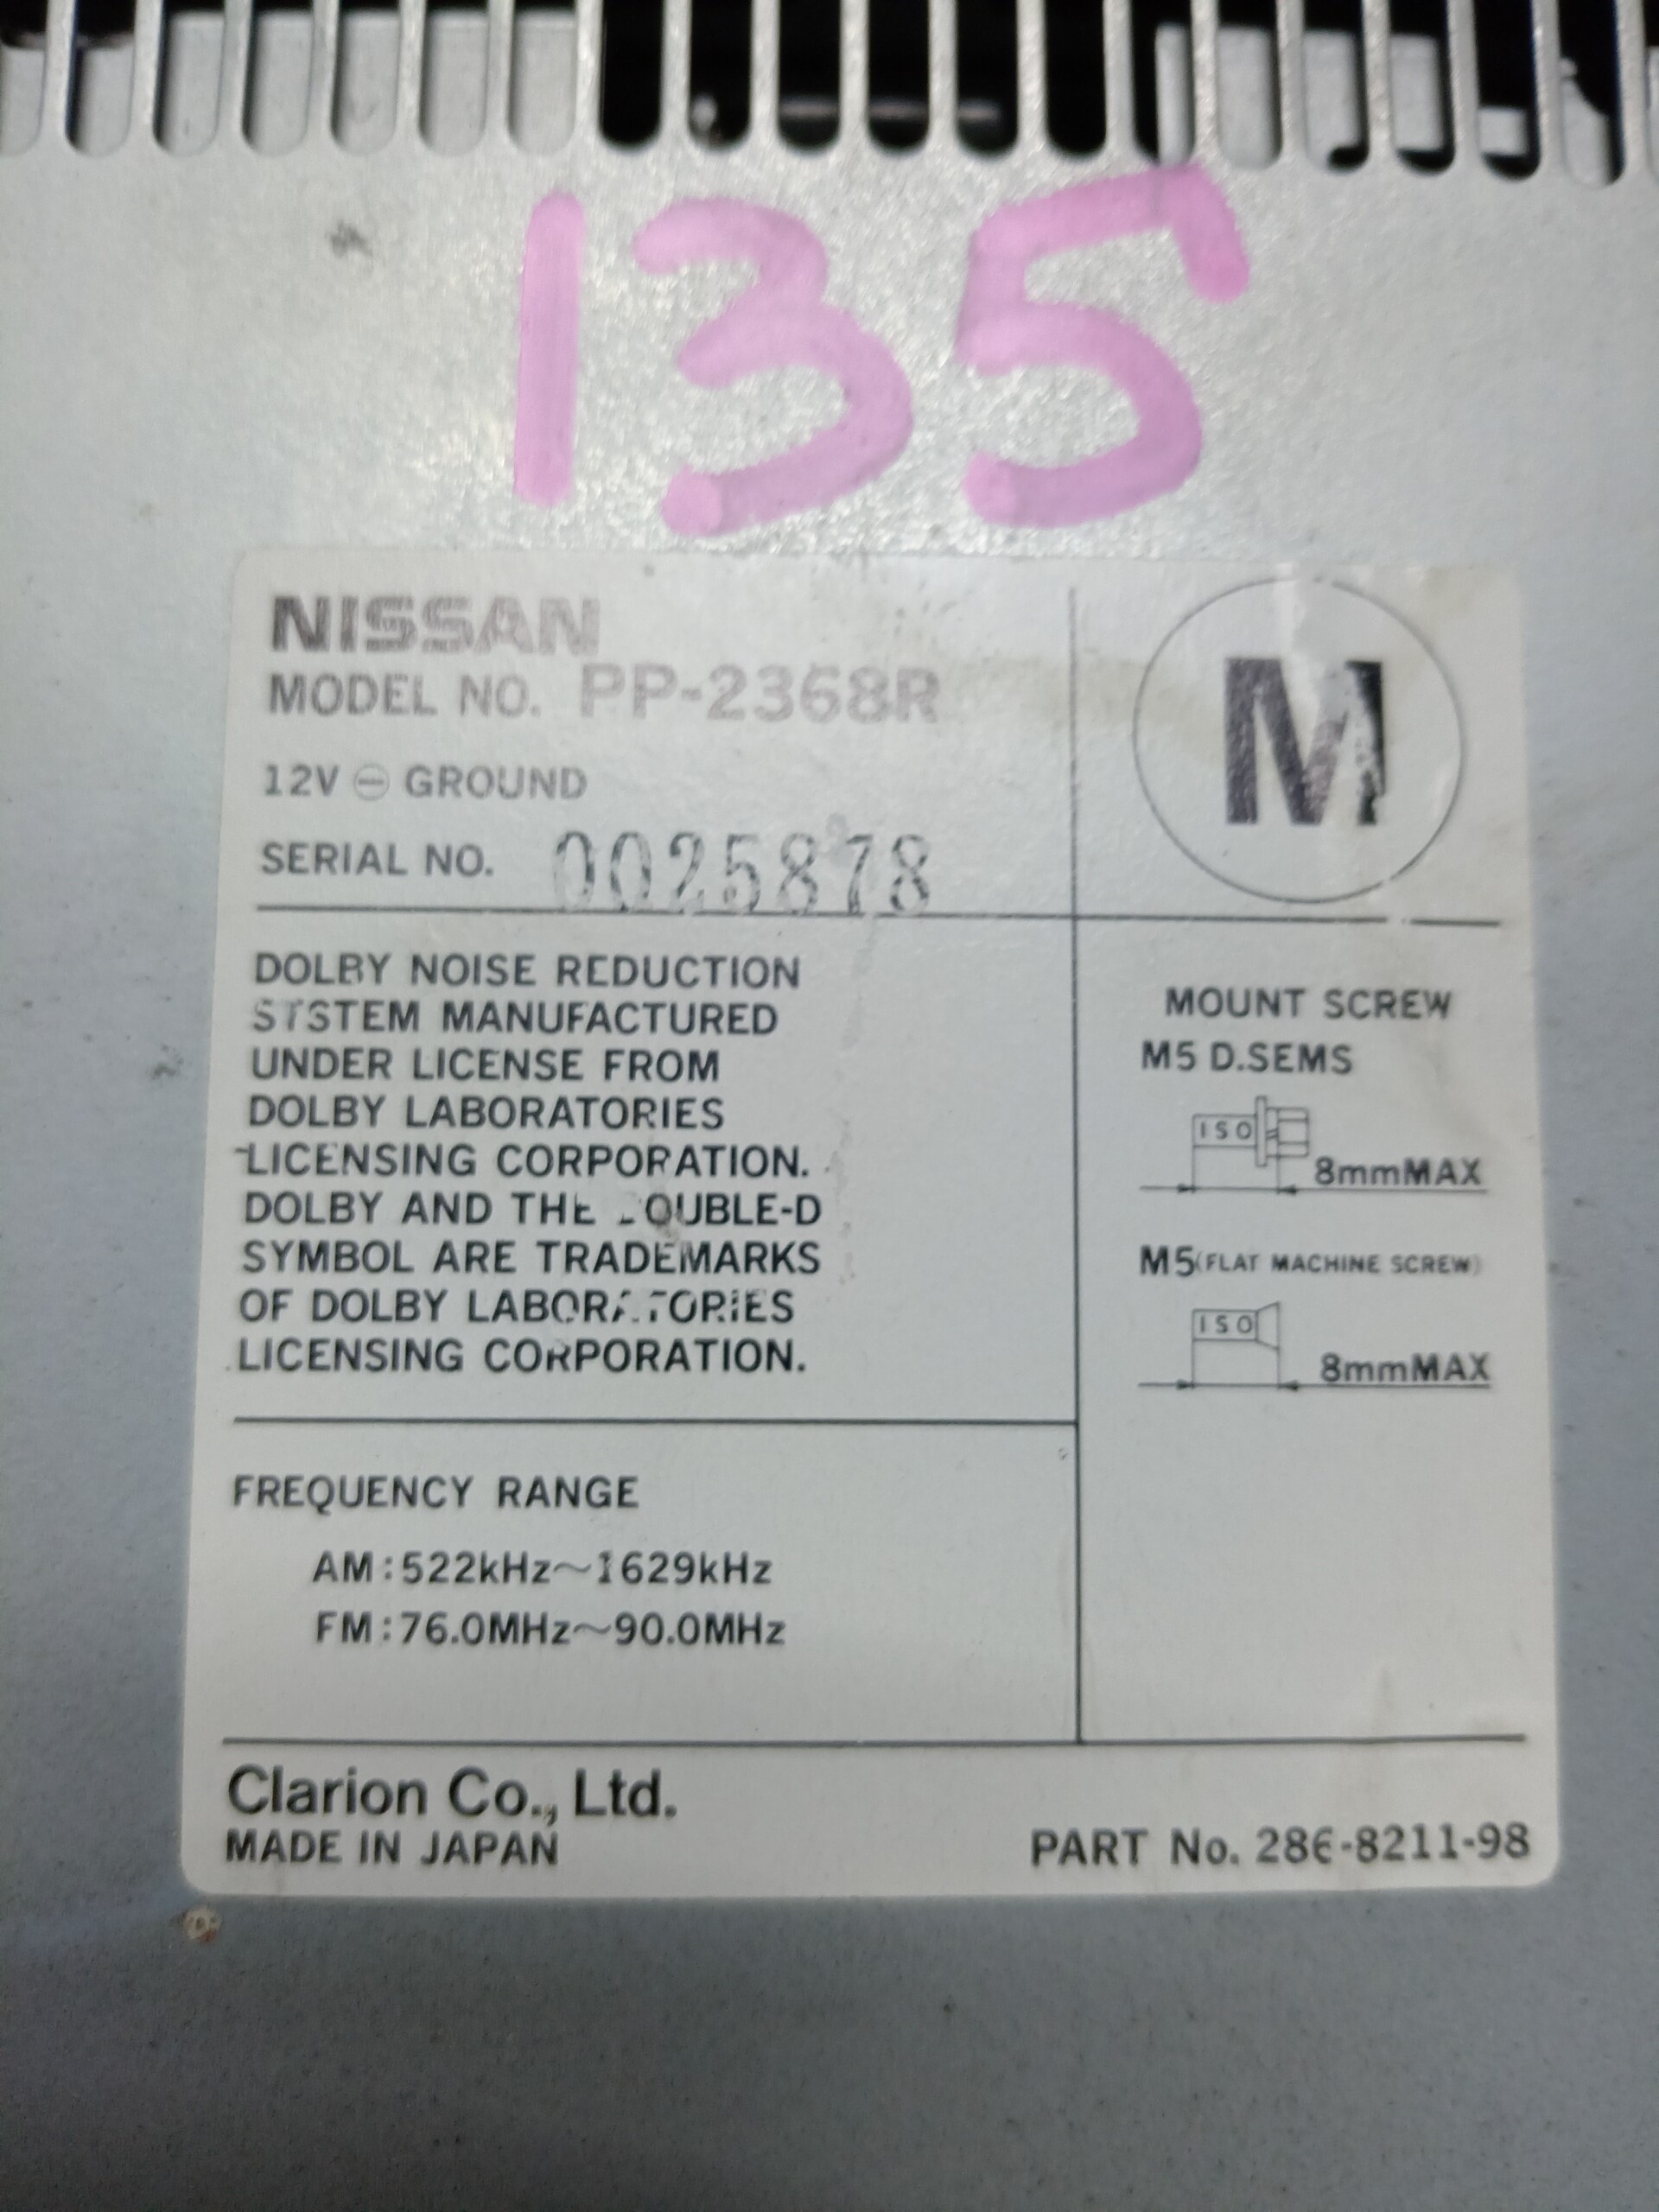 135
NISSAN
MODEL NO. PP-2368R
12V ⊖ GROUND
SERIAL NO. 0025878
M
DOLBY NOISE REDUCTION
SYSTEM MANUFACTURED
UNDER LICENSE FROM
DOLBY LABORATORIES
LICENSING CORPORATION.
DOLBY AND THE DOUBLE-D
SYMBOL ARE TRADEMARKS
OF DOLBY LABORATORIES
LICENSING CORPORATION.
MOUNT SCREW
M5 D.SEMS
ISO
8mmMAX
M5(FLAT MACHINE SCREW)
ISO
8mmMAX
FREQUENCY RANGE
AM:522kHz~1629kHz
FM:76.0MHz~90.0MHz
Clarion Co., Ltd.
MADE IN JAPAN
PART No. 286-8211-98